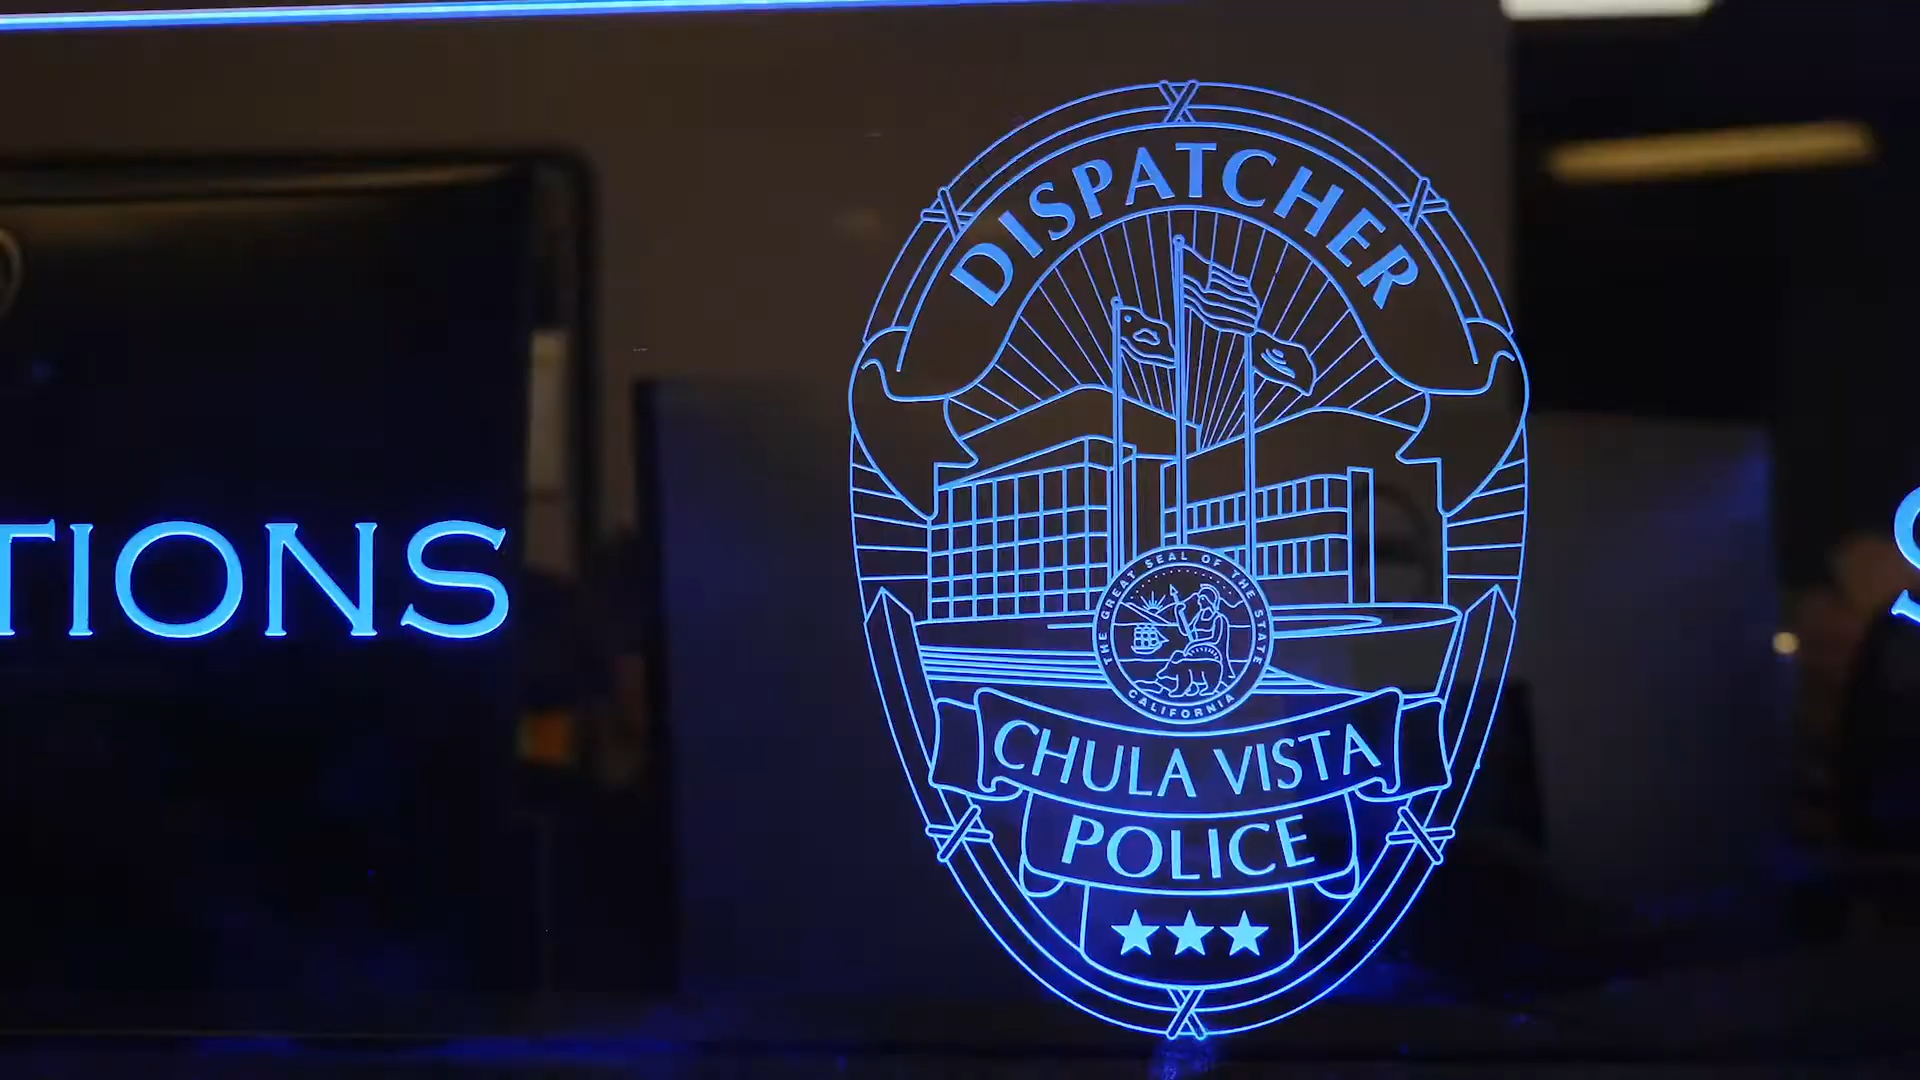 DISPATCHER
TIONS
S
THE GREAT SEAL OF THE STATE
CALIFORNIA
CHULA VISTA
POLICE